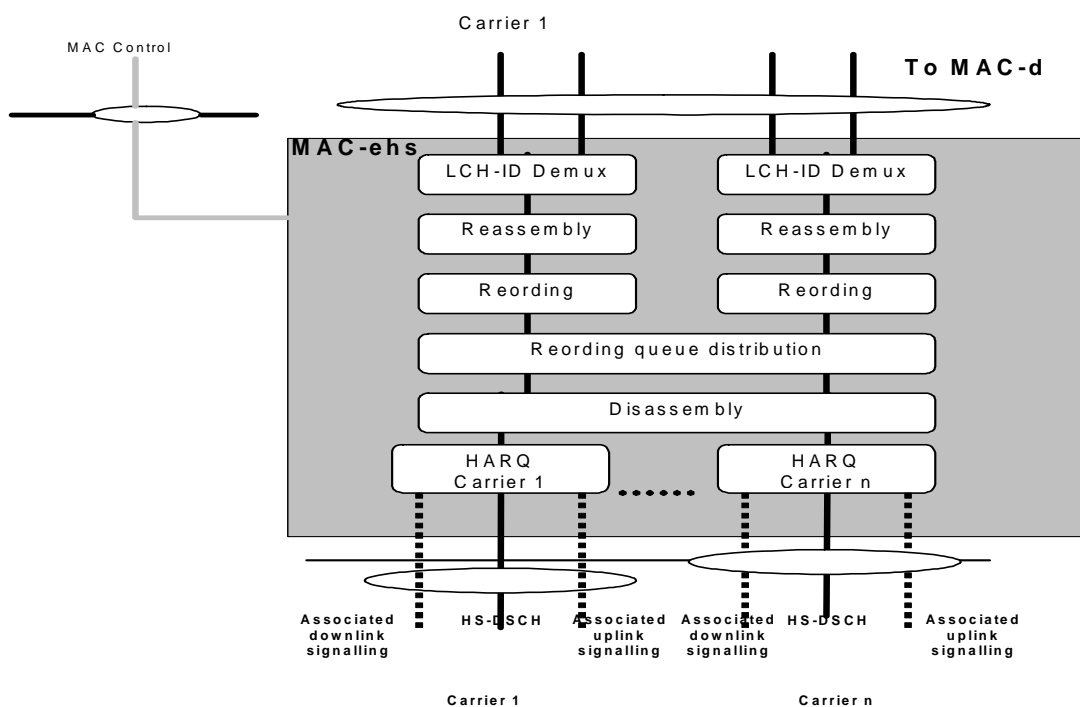 Carrier 1
MAC Control
To MAC-d
MAC-ehs
LCH-ID Demux
LCH-ID Demux
Reassembly
Reassembly
Reording
Reording
Reording queue distribution
Disassembly
HARQ
Carrier 1
HARQ
Carrier n
Associated
downlink
signalling
HS-DSCH
Associated
uplink
signalling
Associated
downlink
signalling
HS-DSCH
Associated
uplink
signalling
Carrier 1
Carrier n